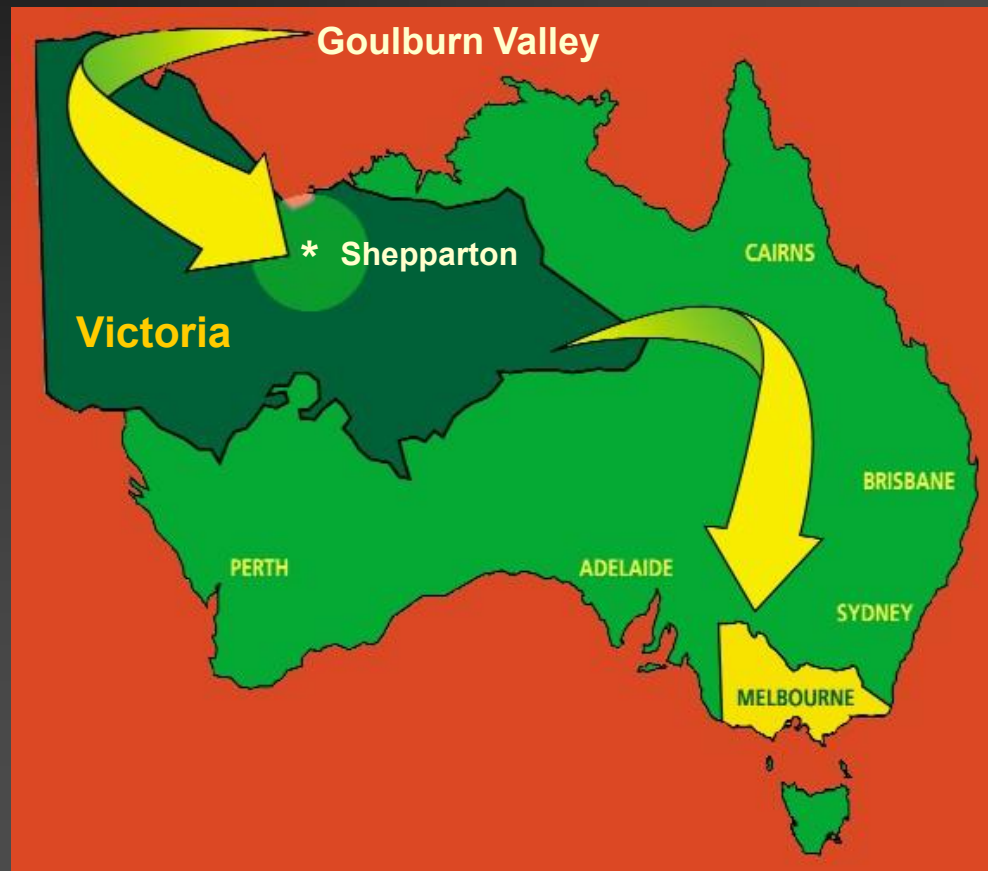 Goulburn Valley
* Shepparton
CAIRNS
Victoria
BRISBANE
PERTH
ADELAIDE
SYDNEY
MELBOURNE